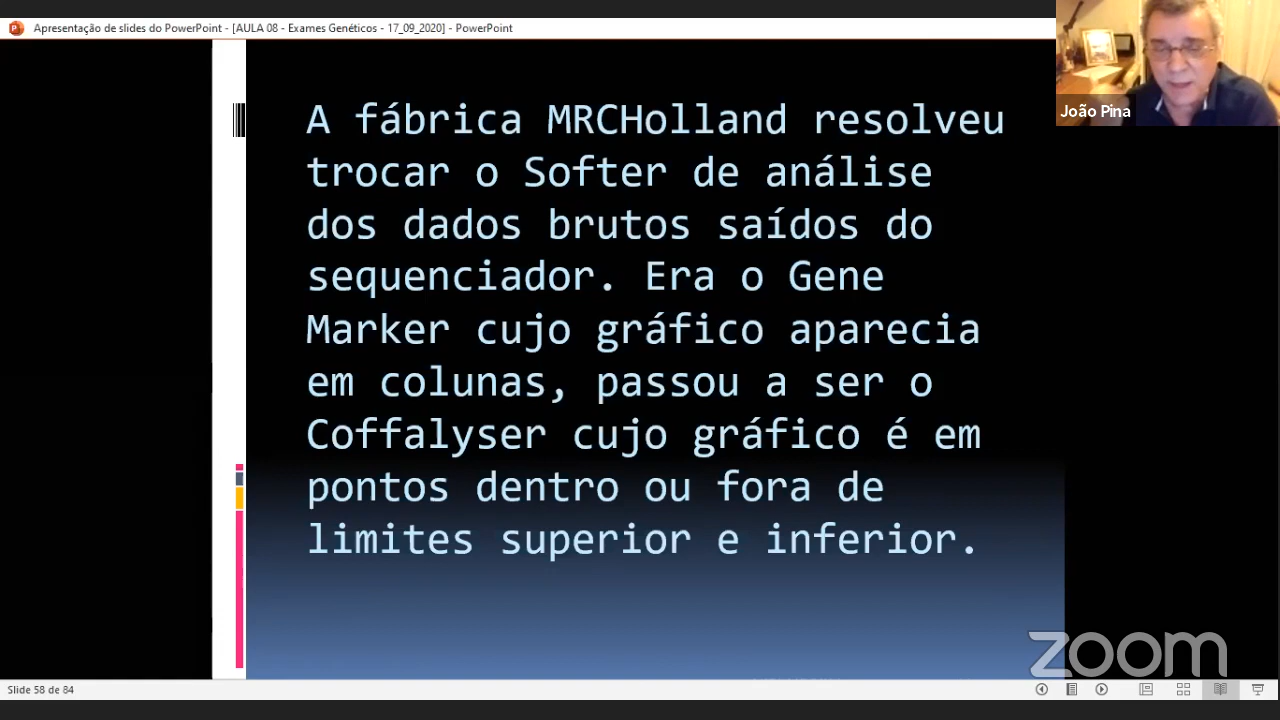 Apresentação de slides do PowerPoint - [AULA 08 - Exames Genéticos - 17_09_2020] - PowerPoint
João Pina
A fábrica MRCHolland resolveu
trocar o Softer de análise
dos dados brutos saídos do
sequenciador. Era o Gene
Marker cujo gráfico aparecia
em colunas, passou a ser o
Coffalyser cujo gráfico é em
pontos dentro ou fora de
limites superior e inferior.
zoom
Slide 58 de 84